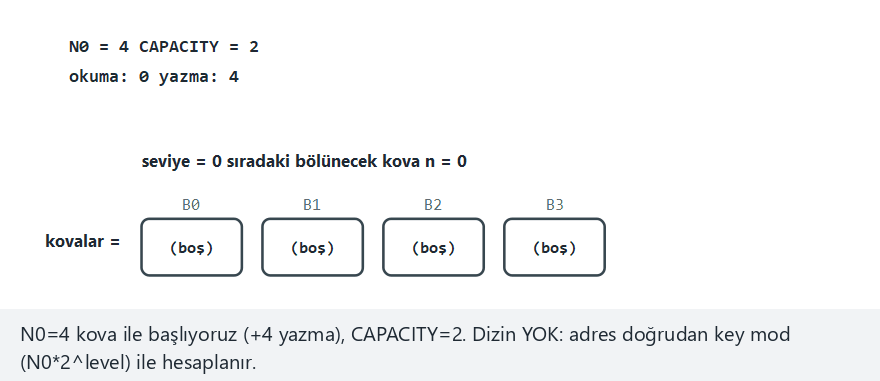 N0 = 4 CAPACITY = 2
okuma: 0 yazma: 4
seviye = 0 sıradaki bölünecek kova n = 0
B0 B1 B2 B3
kovalar = (boş) (boş) (boş) (boş)
N0=4 kova ile başlıyoruz (+4 yazma), CAPACITY=2. Dizin YOK: adres doğrudan key mod
(N0*2^level) ile hesaplanır.